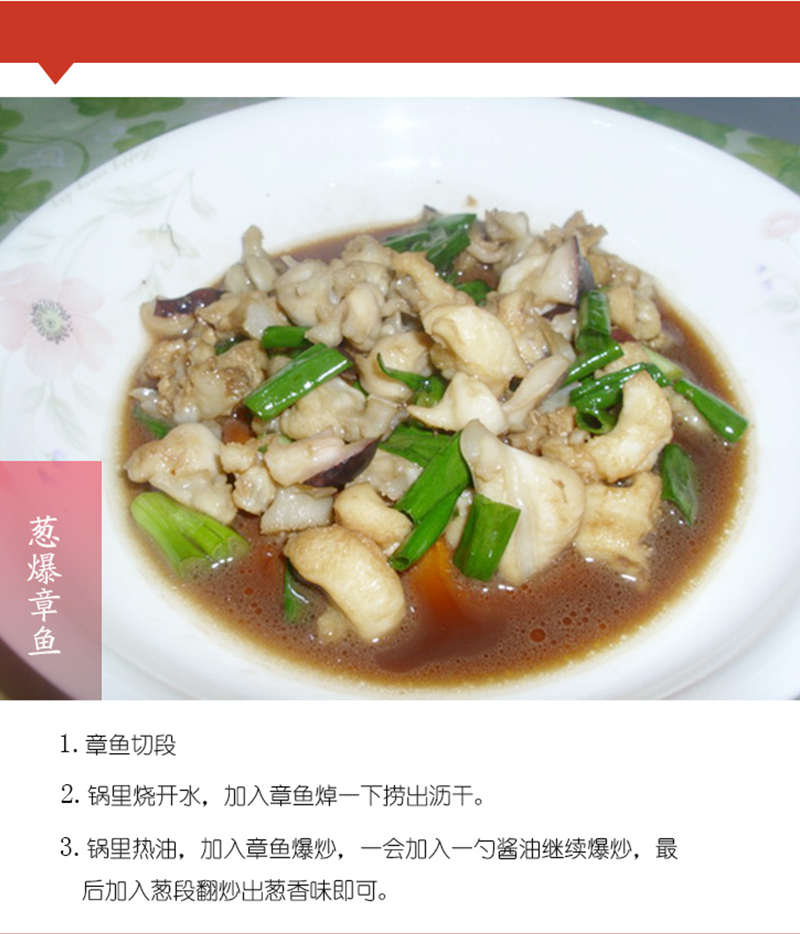 葱爆章鱼
1. 章鱼切段
2. 锅里烧开水，加入章鱼焯一下捞出沥干。
3. 锅里热油，加入章鱼爆炒，一会加入一勺酱油继续爆炒，最
后加入葱段翻炒出葱香味即可。